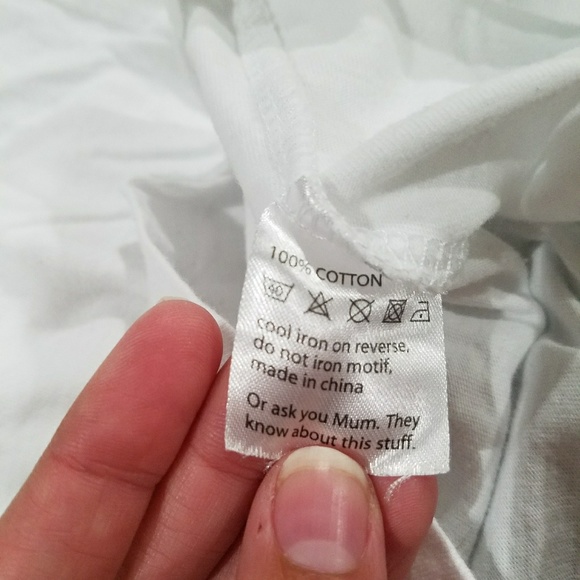 100% COTTON
40
cool iron on reverse,
do not iron motif,
made in china
Or ask you Mum. They
know about this stuff.